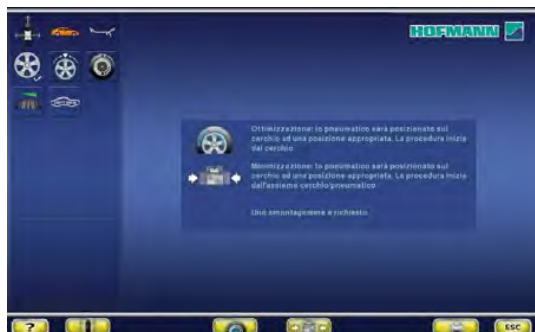 HOFMANN
Ottimizzazione: lo pneumatico sarà posizionato sul
cerchio ad una posizione appropriata. La procedura inizia
dal cerchio
Minimizzazione: lo pneumatico sarà posizionato sul
cerchio ad una posizione appropriata. La procedura inizia
dall'assieme cerchio/pneumatico
Uno smontaggio è richiesto.
? ESC